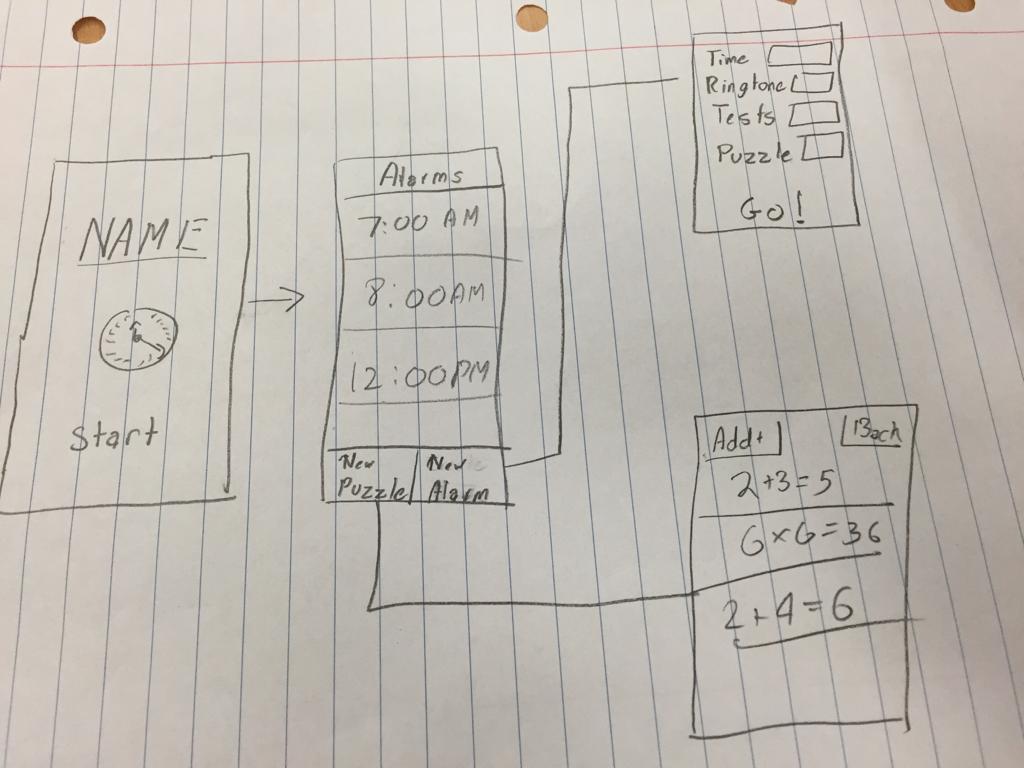 NAME
Start
Alarms
7:00 AM
8:00AM
12:00PM
New
Puzzle
New
Alarm
Time
Ringtone
Tests
Puzzle
Go!
Add+
Back
2+3=5
6×6=36
2+4=6